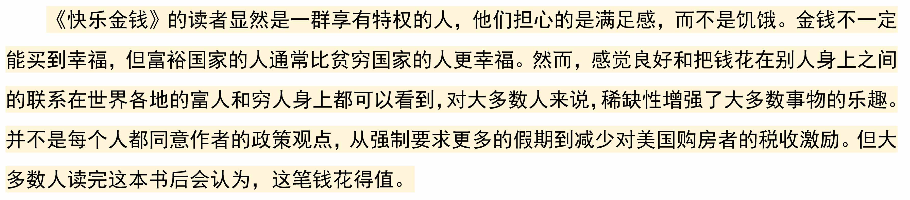 《快乐金钱》的读者显然是一群享有特权的人，他们担心的是满足感，而不是饥饿。金钱不一定
能买到幸福，但富裕国家的人通常比贫穷国家的人更幸福。然而，感觉良好和把钱花在别人身上之间
的联系在世界各地的富人和穷人身上都可以看到，对大多数人来说，稀缺性增强了大多数事物的乐趣。
并不是每个人都同意作者的政策观点，从强制要求更多的假期到减少对美国购房者的税收激励。但大
多数人读完这本书后会认为，这笔钱花得值。